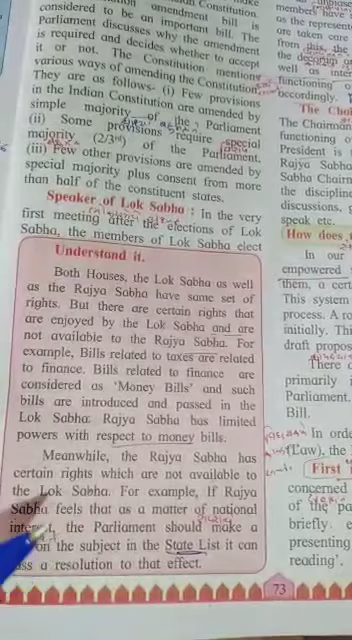 amendment bill is
considered to be an important bill. The
Parliament discusses why the amendment
is required and decides whether to accept
it or not. The Constitution mentions
various ways of amending the Constitution.
They are as follows- (i) Few provisions
in the Indian Constitution are amended by
simple majority of the Parliament
(ii) Some provisions require special
majority (2/3rd) of the Parliament.
(iii) Few other provisions are amended by
special majority plus consent from more
than half of the constituent states.
Speaker of Lok Sabha : In the very
first meeting after the elections of Lok
Sabha, the members of Lok Sabha elect
Understand it.
Both Houses, the Lok Sabha as well
as the Rajya Sabha have same set of
rights. But there are certain rights that
are enjoyed by the Lok Sabha and are
not available to the Rajya Sabha. For
example, Bills related to taxes are related
to finance. Bills related to finance are
considered as 'Money Bills' and such
bills are introduced and passed in the
Lok Sabha. Rajya Sabha has limited
powers with respect to money bills.
Meanwhile, the Rajya Sabha has
certain rights which are not available to
the Lok Sabha. For example, If Rajya
Sabha feels that as a matter of national
the Parliament should make a
on the subject in the State List it can
a resolution to that effect.
73
member have
as the represent
are taken care
from this, the
the decorum
well as inter
functioning o
accordingly.
The Chai
The Chairman
functioning o
President is
Rajya Sabha
Sabha Chairm
the discipline
discussions,
speak etc.
How does
In our
empowered
them, a cert
This system
process. A ro
initially. Thi
draft propos
There
primarily
Parliament.
Bill.
In orde
(Law), the
First
concerned
of the pa
briefly e
presenting
reading'.